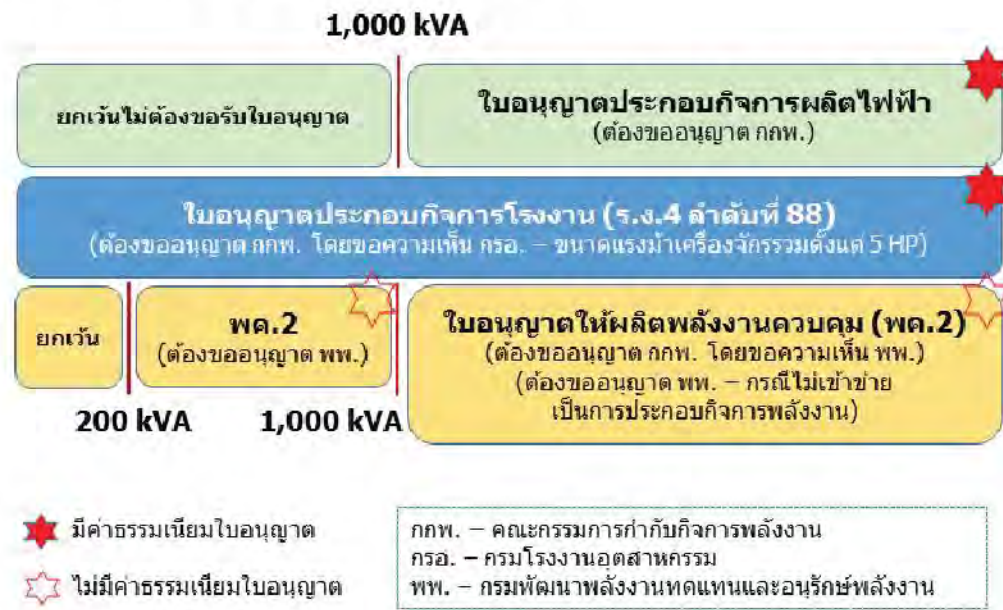 1,000 kVA
ยกเว้นไม่ต้องขอรับใบอนุญาต
ใบอนุญาตประกอบกิจการผลิตไฟฟ้า
(ต้องขออนุญาต กกพ.)
ใบอนุญาตประกอบกิจการโรงงาน (ร.ง.4 ลำดับที่ 88)
(ต้องขออนุญาต กกพ. โดยขอความเห็น กรอ. – ขนาดแรงม้าเครื่องจักรรวมตั้งแต่ 5 HP)
ยกเว้น
พค.2
(ต้องขออนุญาต พพ.)
ใบอนุญาตให้ผลิตพลังงานควบคุม (พค.2)
(ต้องขออนุญาต กกพ. โดยขอความเห็น พพ.)
(ต้องขออนุญาต พพ. – กรณีไม่เข้าข่าย
เป็นการประกอบกิจการพลังงาน)
200 kVA
1,000 kVA
มีค่าธรรมเนียมใบอนุญาต
ไม่มีค่าธรรมเนียมใบอนุญาต
กกพ. – คณะกรรมการกำกับกิจการพลังงาน
กรอ. – กรมโรงงานอุตสาหกรรม
พพ. – กรมพัฒนาพลังงานทดแทนและอนุรักษ์พลังงาน